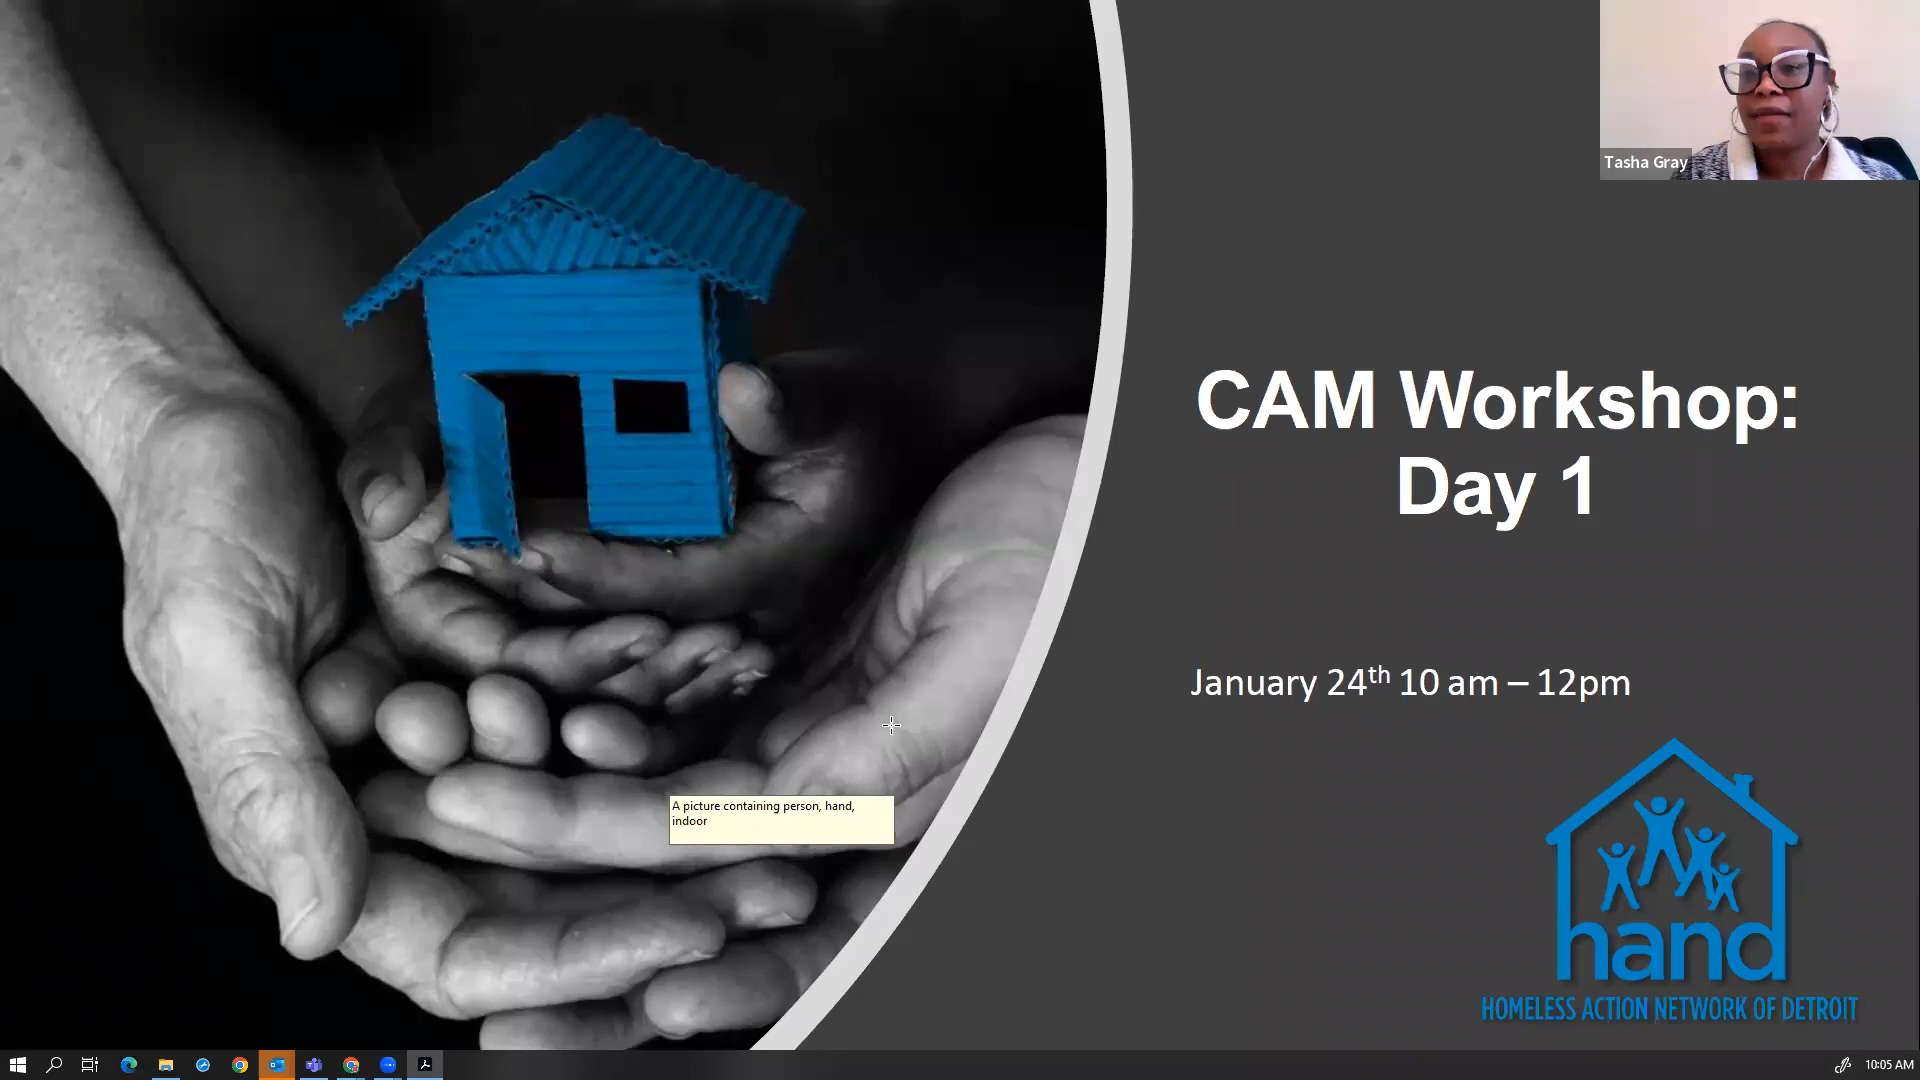 Tasha Gray
CAM Workshop:
Day 1
January 24th 10 am – 12pm
A picture containing person, hand,
indoor
hand
HOMELESS ACTION NETWORK OF DETROIT
10:05 AM